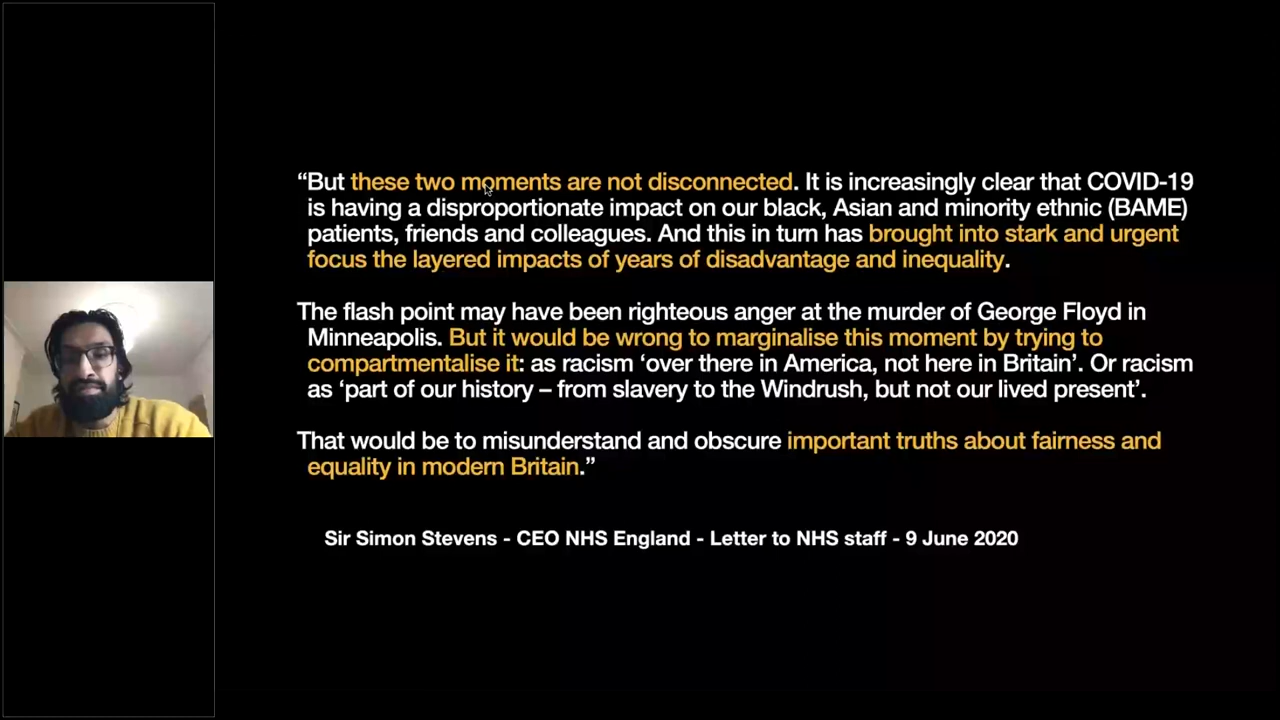 “But these two moments are not disconnected. It is increasingly clear that COVID-19
is having a disproportionate impact on our black, Asian and minority ethnic (BAME)
patients, friends and colleagues. And this in turn has brought into stark and urgent
focus the layered impacts of years of disadvantage and inequality.
The flash point may have been righteous anger at the murder of George Floyd in
Minneapolis. But it would be wrong to marginalise this moment by trying to
compartmentalise it: as racism ‘over there in America, not here in Britain’. Or racism
as ‘part of our history – from slavery to the Windrush, but not our lived present’.
That would be to misunderstand and obscure important truths about fairness and
equality in modern Britain.”
Sir Simon Stevens - CEO NHS England - Letter to NHS staff - 9 June 2020